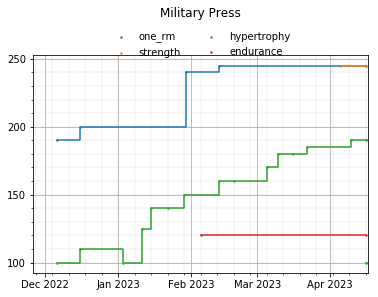 Military Press
one_rm
hypertrophy
strength
endurance
250
200
150
100
Dec 2022
Jan 2023
Feb 2023
Mar 2023
Apr 2023